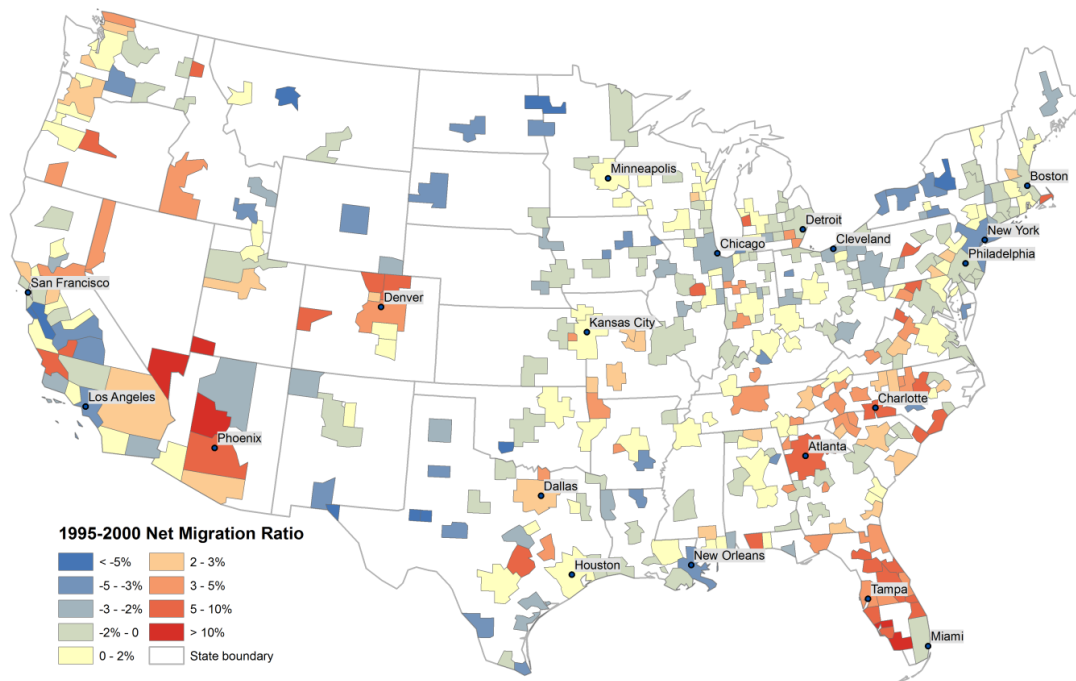 Minneapolis
Boston
Detroit
New York
Chicago
Cleveland
Philadelphia
San Francisco
Denver
Kansas City
Los Angeles
Charlotte
Phoenix
Atlanta
Dallas
1995-2000 Net Migration Ratio
< -5% 2 - 3%
-5 - -3% 3 - 5%
-3 - -2% 5 - 10%
-2% - 0 > 10%
0 - 2% State boundary
New Orleans
Houston
Tampa
Miami